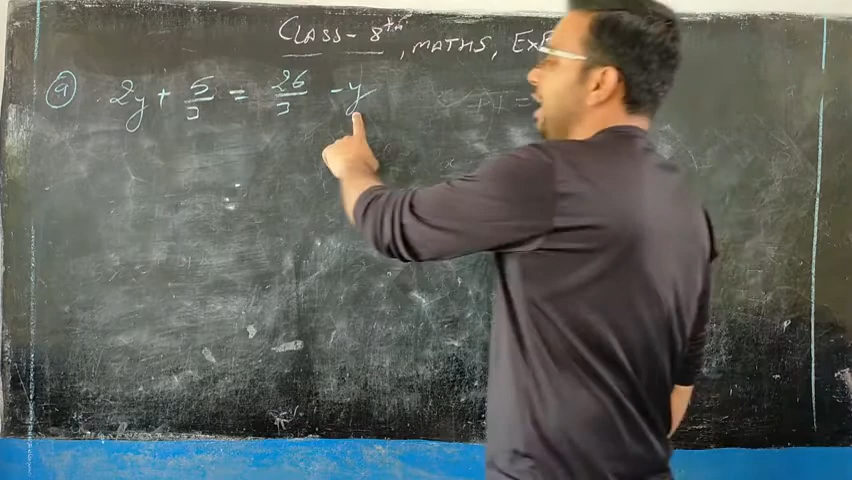 CLASS - 8th, MATHS, Ex
9 2y + 5/3 = 26/3 - y